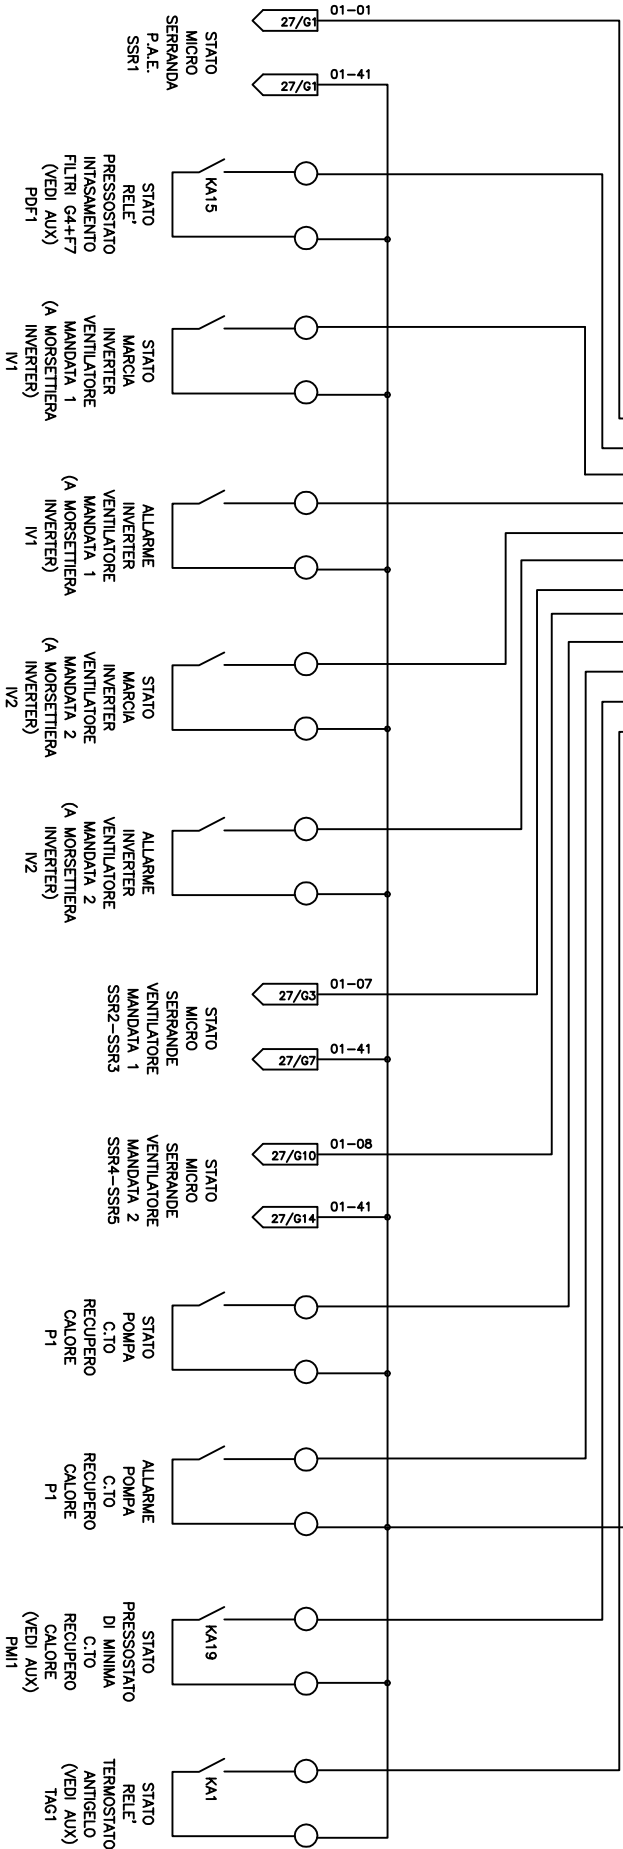 01-01
27/G1
01-41
27/G1
STATO
MICRO
SERRANDA
P.A.E.
SSR1
KA15
STATO
RELE'
PRESSOSTATO
INTASAMENTO
FILTRI G4+F7
(VEDI AUX)
PDF1
STATO
MARCIA
INVERTER
VENTILATORE
MANDATA 1
(A MORSETTIERA
INVERTER)
IV1
ALLARME
INVERTER
VENTILATORE
MANDATA 1
(A MORSETTIERA
INVERTER)
IV1
STATO
MARCIA
INVERTER
VENTILATORE
MANDATA 2
(A MORSETTIERA
INVERTER)
IV2
ALLARME
INVERTER
VENTILATORE
MANDATA 2
(A MORSETTIERA
INVERTER)
IV2
01-07
27/G3
01-41
27/G7
STATO
MICRO
SERRANDE
VENTILATORE
MANDATA 1
SSR2-SSR3
01-08
27/G10
01-41
27/G14
STATO
MICRO
SERRANDE
VENTILATORE
MANDATA 2
SSR4-SSR5
STATO
POMPA
C.TO
RECUPERO
CALORE
P1
ALLARME
POMPA
C.TO
RECUPERO
CALORE
P1
KA19
STATO
PRESSOSTATO
DI MINIMA
C.TO
RECUPERO
CALORE
(VEDI AUX)
PMI1
KA1
STATO
RELE'
TERMOSTATO
ANTIGELO
(VEDI AUX)
TAG1